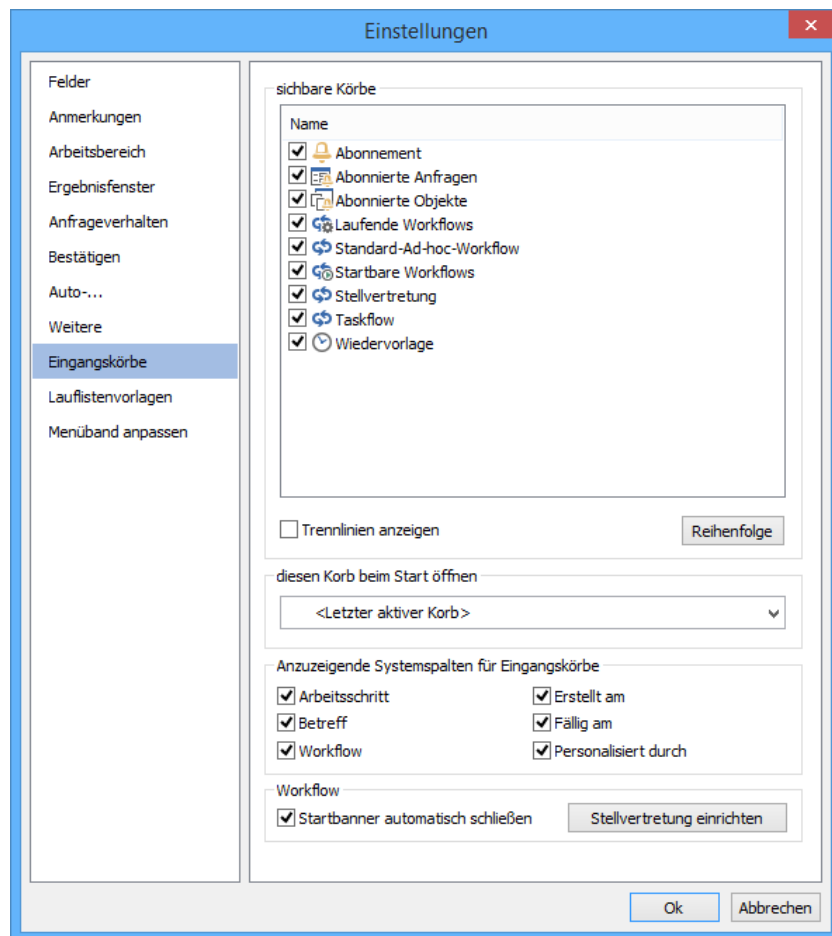 Einstellungen
Felder
Anmerkungen
Arbeitsbereich
Ergebnisfenster
Anfrageverhalten
Bestätigen
Auto-...
Weitere
Eingangskörbe
Lauflistenvorlagen
Menüband anpassen
sichbare Körbe
Name
Abonnement
Abonnierte Anfragen
Abonnierte Objekte
Laufende Workflows
Standard-Ad-hoc-Workflow
Startbare Workflows
Stellvertretung
Taskflow
Wiedervorlage
Trennlinien anzeigen
Reihenfolge
diesen Korb beim Start öffnen
<Letzter aktiver Korb>
Anzuzeigende Systemspalten für Eingangskörbe
Arbeitsschritt
Erstellt am
Betreff
Fällig am
Workflow
Personalisiert durch
Workflow
Startbanner automatisch schließen
Stellvertretung einrichten
Ok
Abbrechen